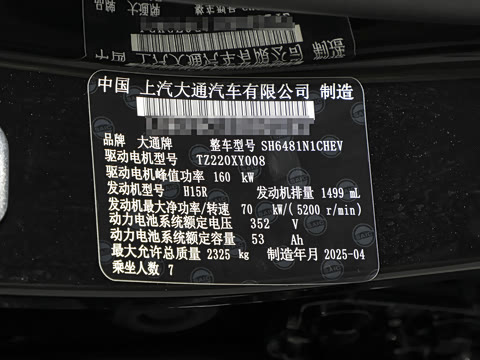 中国 上汽大通汽车有限公司 制造
品牌 大通牌 整车型号 SH6481N1CHEV
驱动电机型号 TZ220XY008
驱动电机峰值功率 160 kW
发动机型号 H15R 发动机排量 1499 mL
发动机最大净功率/转速 70 kW/(5200 r/min)
动力电池系统额定电压 352 V
动力电池系统额定容量 53 Ah
最大允许总质量 2325 kg 制造年月 2025-04
乘坐人数 7